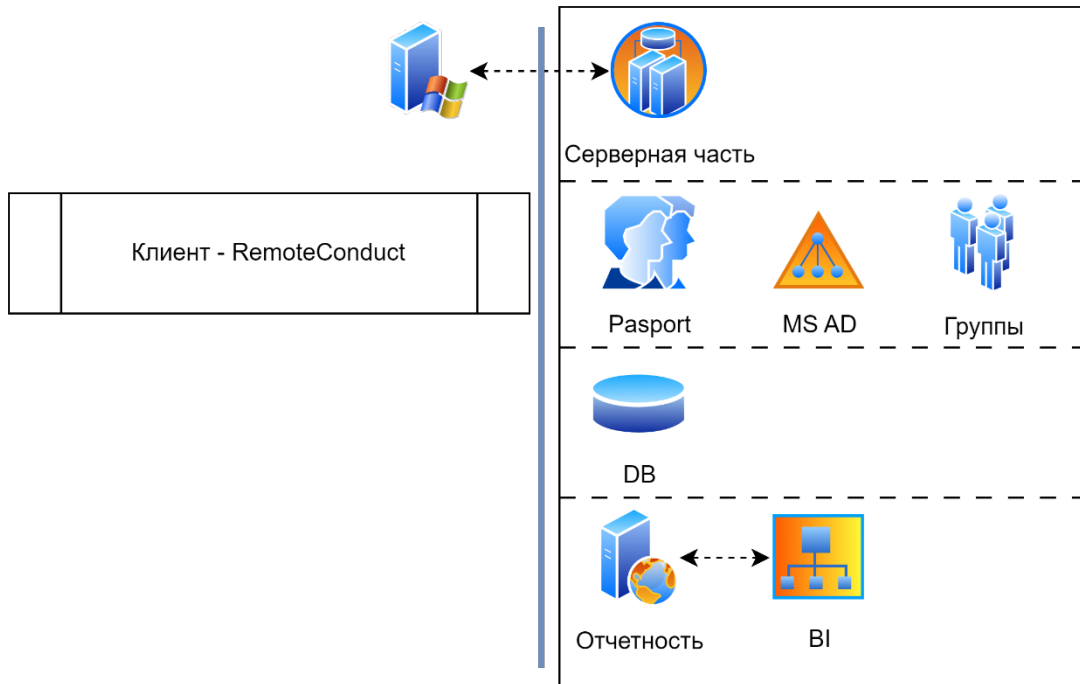 Серверная часть
Клиент - RemoteConduct
Pasport
MS AD
Группы
DB
Отчетность
BI